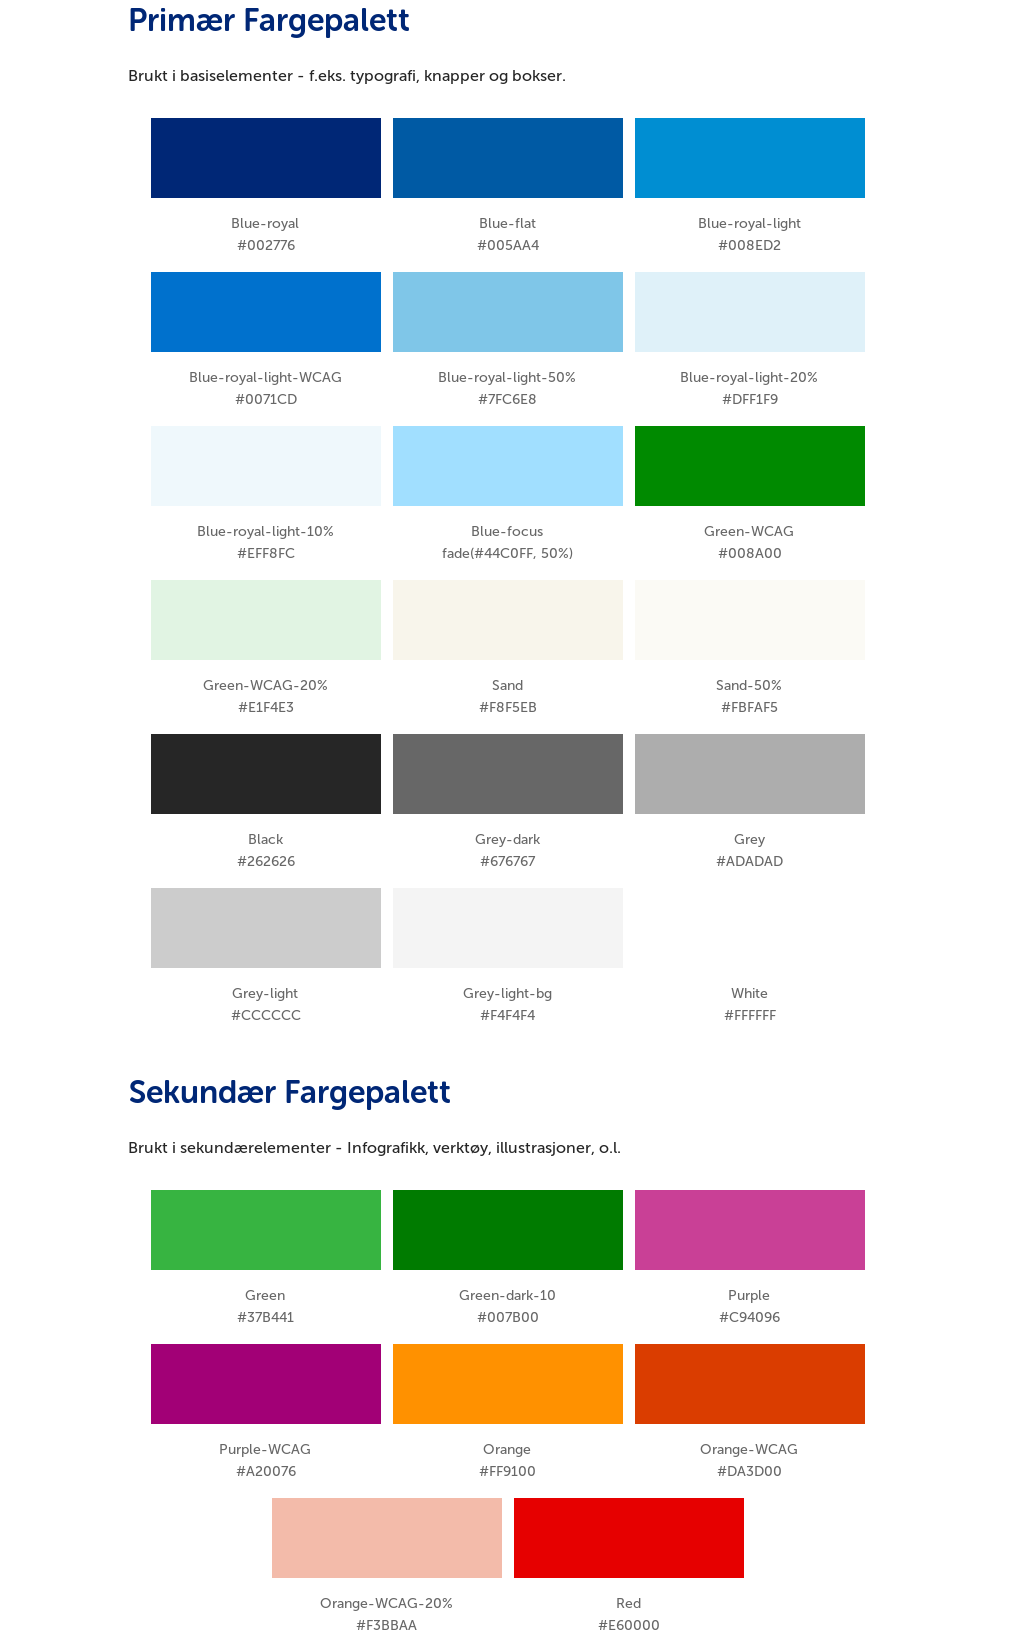 Primær Fargepalett
Brukt i basiselementer - f.eks. typografi, knapper og bokser.
Blue-royal
#002776
Blue-flat
#005AA4
Blue-royal-light
#008ED2
Blue-royal-light-WCAG
#0071CD
Blue-royal-light-50%
#7FC6E8
Blue-royal-light-20%
#DFF1F9
Blue-royal-light-10%
#EFF8FC
Blue-focus
fade(#44C0FF, 50%)
Green-WCAG
#008A00
Green-WCAG-20%
#E1F4E3
Sand
#F8F5EB
Sand-50%
#FBFAF5
Black
#262626
Grey-dark
#676767
Grey
#ADADAD
Grey-light
#CCCCCC
Grey-light-bg
#F4F4F4
White
#FFFFFF
Sekundær Fargepalett
Brukt i sekundærelementer - Infografikk, verktøy, illustrasjoner, o.l.
Green
#37B441
Green-dark-10
#007B00
Purple
#C94096
Purple-WCAG
#A20076
Orange
#FF9100
Orange-WCAG
#DA3D00
Orange-WCAG-20%
#F3BBAA
Red
#E60000